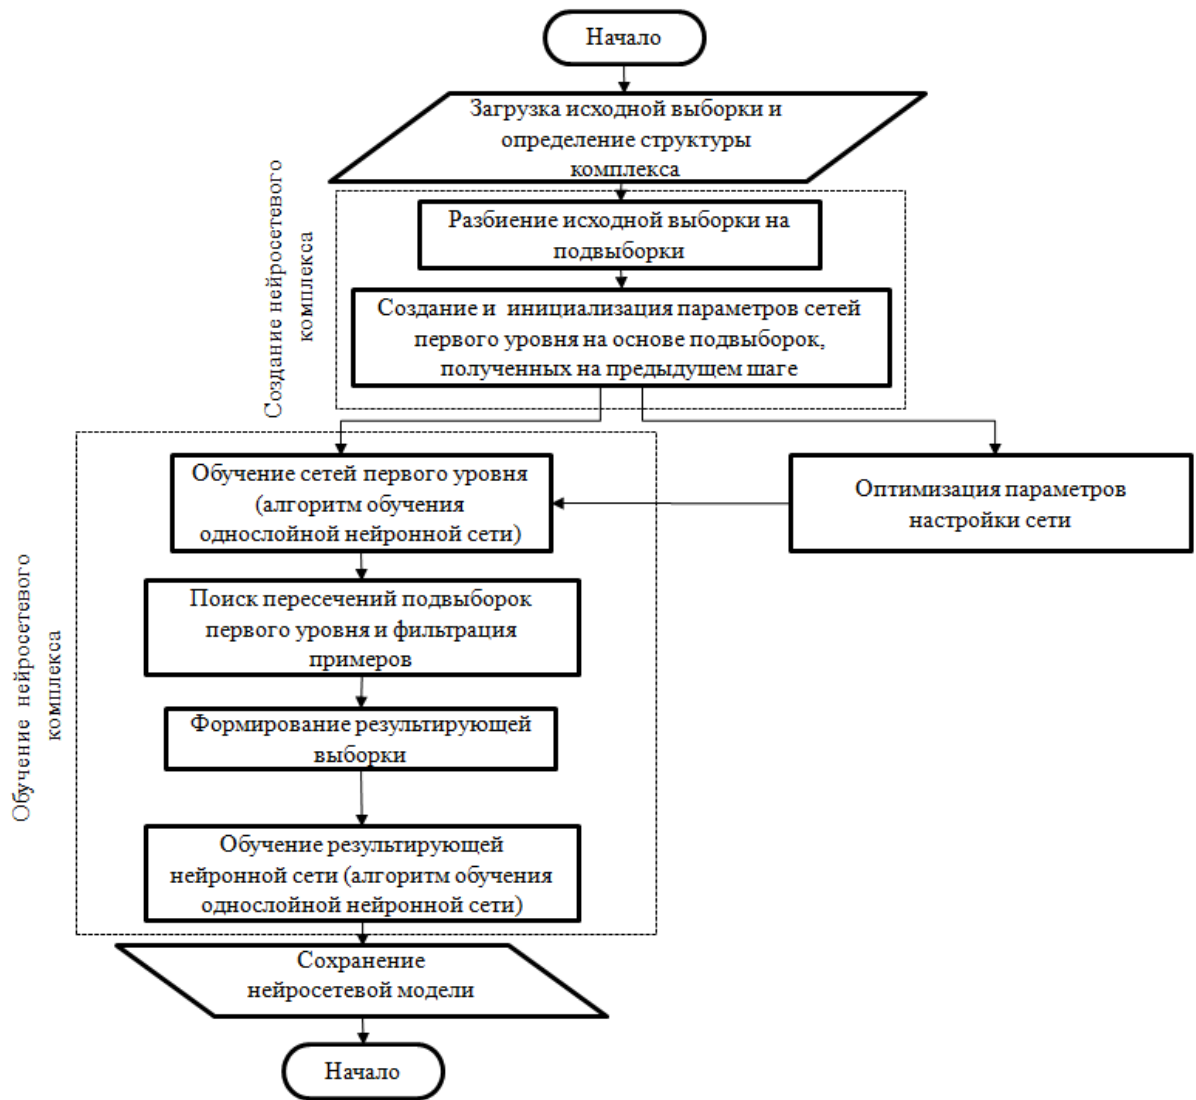 Начало
Загрузка исходной выборки и
определение структуры
комплекса
Создание нейросетевого
комплекса
Разбиение исходной выборки на
подвыборки
Создание и инициализация параметров сетей
первого уровня на основе подвыборок,
полученных на предыдущем шаге
Обучение нейросетевого
комплекса
Обучение сетей первого уровня
(алгоритм обучения
однослойной нейронной сети)
Оптимизация параметров
настройки сети
Поиск пересечений подвыборок
первого уровня и фильтрация
примеров
Формирование результирующей
выборки
Обучение результирующей
нейронной сети (алгоритм обучения
однослойной нейронной сети)
Сохранение
нейросетевой модели
Начало